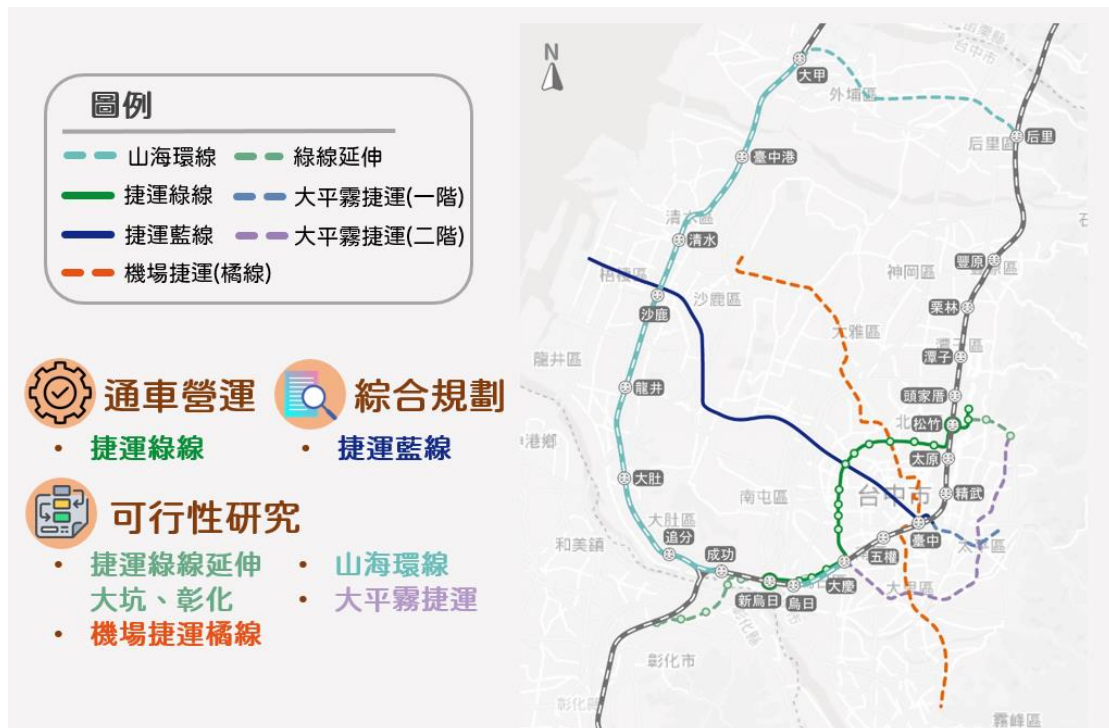 圖例
山海環線
綠線延伸
捷運綠線
大平霧捷運(一階)
捷運藍線
大平霧捷運(二階)
機場捷運(橘線)
通車營運
• 捷運綠線
綜合規劃
• 捷運藍線
可行性研究
• 捷運綠線延伸
大坑、彰化
• 機場捷運橘線
• 山海環線
• 大平霧捷運
N
苗栗縣
台中市
大甲
外埔區
后里
后里區
臺中港
清水區
清水
豐原
梧棲區
神岡區
沙鹿區
沙鹿
栗林
大雅區
潭子
龍井區
龍井
頭家厝
松竹
太原
大肚
南屯區
台中市
精武
大肚區
和美鎮
追分
成功
臺中
五權
太平區
大慶
新烏日
烏日
大里區
彰化縣
彰化市
霧峰區